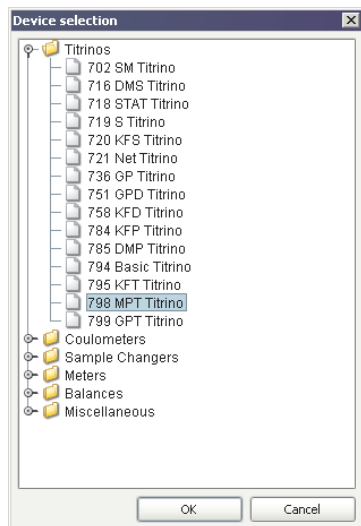 Device selection
Titrinos
702 SM Titrino
716 DMS Titrino
718 STAT Titrino
719 S Titrino
720 KFS Titrino
721 Net Titrino
736 GP Titrino
751 GPD Titrino
758 KFD Titrino
784 KFP Titrino
785 DMP Titrino
794 Basic Titrino
795 KFT Titrino
798 MPT Titrino
799 GPT Titrino
Coulometers
Sample Changers
Meters
Balances
Miscellaneous
OK Cancel